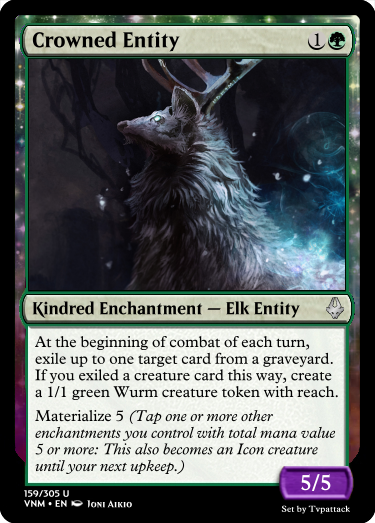 Crowned Entity 1
Kindred Enchantment — Elk Entity
At the beginning of combat of each turn,
exile up to one target card from a graveyard.
If you exiled a creature card this way, create
a 1/1 green Wurm creature token with reach.
Materialize 5 (Tap one or more other
enchantments you control with total mana value
5 or more: This also becomes an Icon creature
until your next upkeep.)
5/5
159/305 U
VNM • EN Joni Aikio
Set by Tvpattack